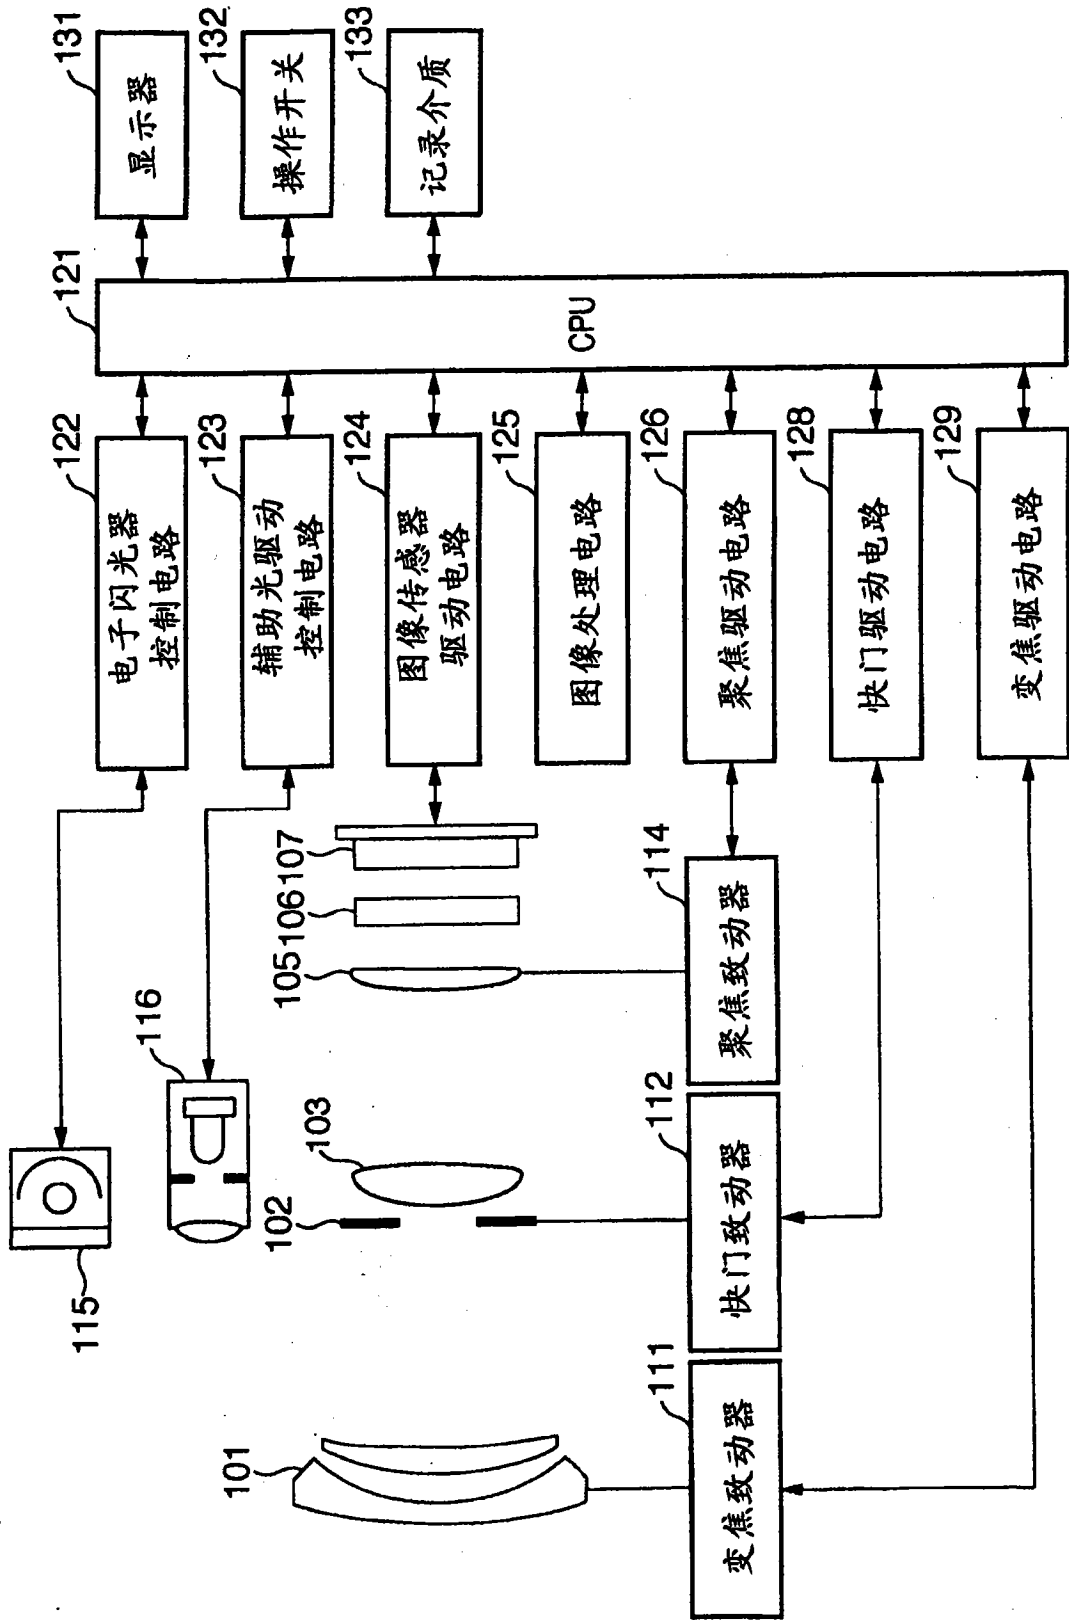 131
显示器
132
操作开关
133
记录介质
121
CPU
122
电子闪光器
控制电路
123
辅助光驱动
控制电路
124
图像传感器
驱动电路
125
图像处理电路
126
聚焦驱动电路
128
快门驱动电路
129
变焦驱动电路
107
106
105
114
聚焦致动器
116
103
102
112
快门致动器
115
101
111
变焦致动器